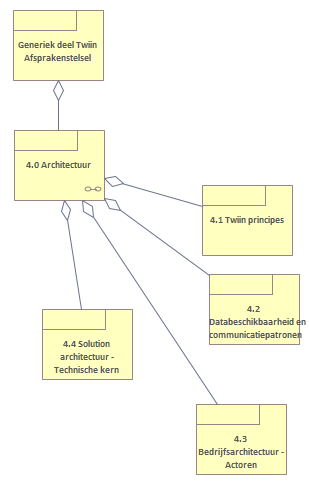 Generiek deel Twiin
Afsprakenstelsel
4.0 Architectuur
4.1 Twiin principes
4.2
Databeschikbaarheid en
communicatiepatronen
4.4 Solution
architectuur -
Technische kern
4.3
Bedrijfsarchitectuur -
Actoren